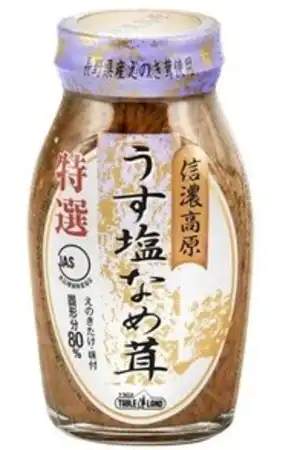 長野県産えのき茸使用
信濃高原
うす塩なめ茸
特選
JAS
えのきたけ・味付
固形分80%
TABLE LAND